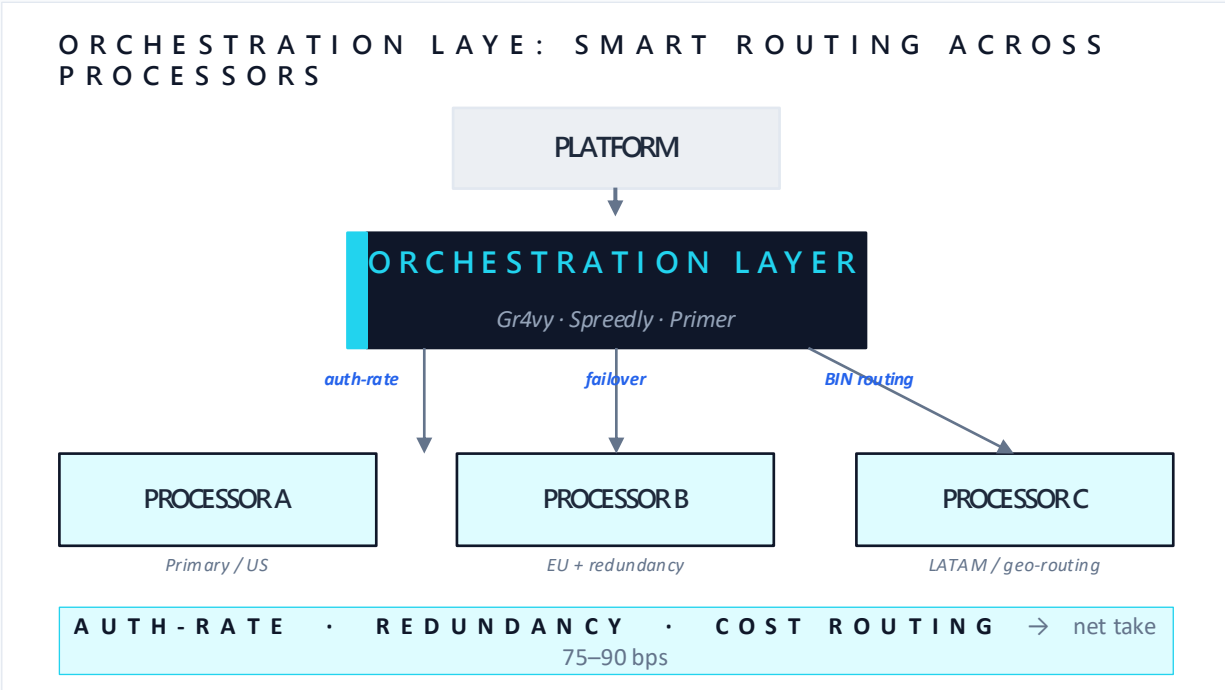 ORCHESTRATION LAYE: SMART ROUTING ACROSS
PROCESSORS
PLATFORM
ORCHESTRATION LAYER
Gr4vy · Spreedly · Primer
auth-rate
failover
BIN routing
PROCESSOR A
PROCESSOR B
PROCESSOR C
Primary / US
EU + redundancy
LATAM / geo-routing
AUTH-RATE · REDUNDANCY · COST ROUTING → net take
75–90 bps